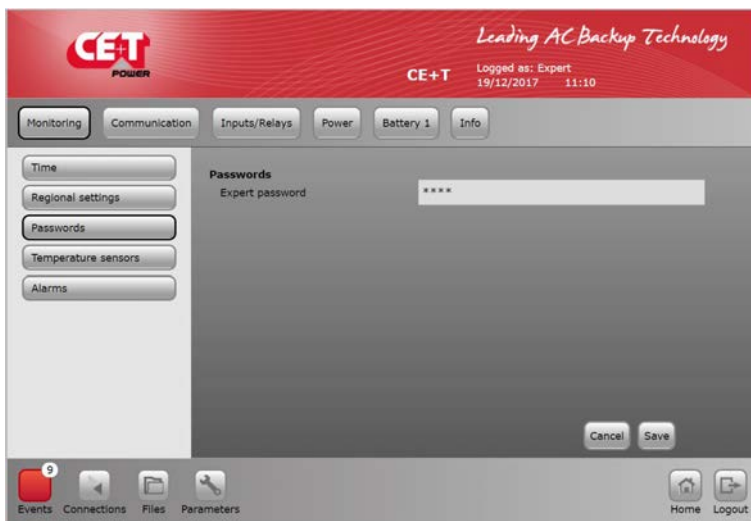 CE+T
POWER
Leading AC Backup Technology
CE+T
Logged as: Expert
19/12/2017 11:10
Monitoring Communication Inputs/Relays Power Battery 1 Info
Time
Regional settings
Passwords
Temperature sensors
Alarms
Passwords
Expert password ****
Cancel Save
9
Events Connections Files Parameters Home Logout